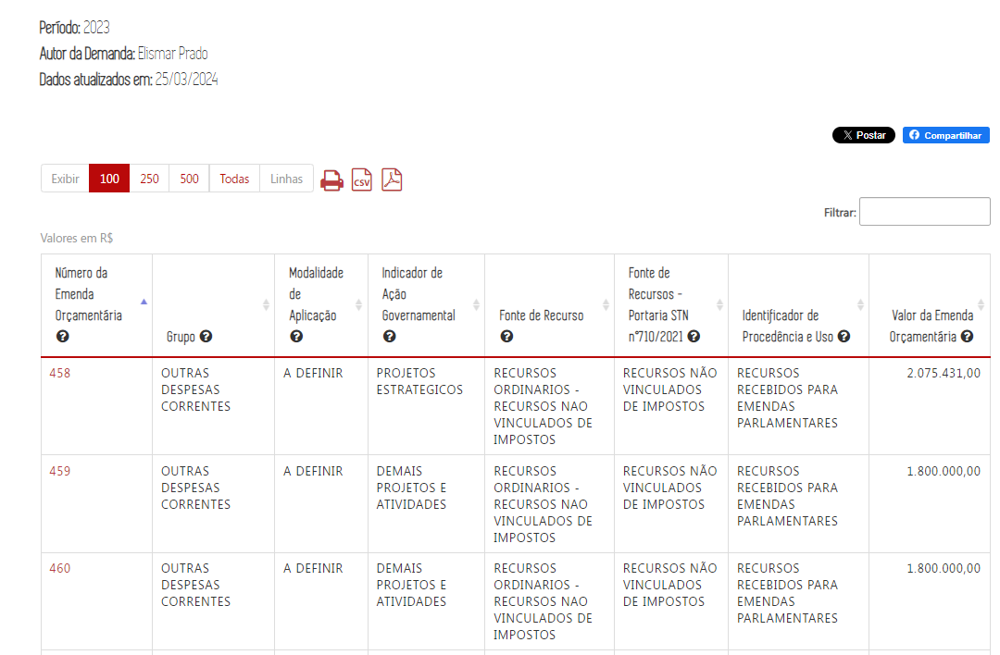 Período: 2023
Autor da Demanda: Elismar Prado
Dados atualizados em: 25/03/2024
Postar
Compartilhar
Exibir 100 250 500 Todas Linhas
CSV
Filtrar:
Valores em R$
Número da
Emenda
Orçamentária
?
Grupo ?
Modalidade
de
Aplicação
?
Indicador de
Ação
Governamental
?
Fonte de Recurso
?
Fonte de
Recursos -
Portaria STN
nº710/2021 ?
Identificador de
Procedência e Uso ?
Valor da Emenda
Orçamentária ?
458
OUTRAS
DESPESAS
CORRENTES
A DEFINIR
PROJETOS
ESTRATEGICOS
RECURSOS
ORDINARIOS -
RECURSOS NAO
VINCULADOS DE
IMPOSTOS
RECURSOS NÃO
VINCULADOS
DE IMPOSTOS
RECURSOS
RECEBIDOS PARA
EMENDAS
PARLAMENTARES
2.075.431,00
459
OUTRAS
DESPESAS
CORRENTES
A DEFINIR
DEMAIS
PROJETOS E
ATIVIDADES
RECURSOS
ORDINARIOS -
RECURSOS NAO
VINCULADOS DE
IMPOSTOS
RECURSOS NÃO
VINCULADOS
DE IMPOSTOS
RECURSOS
RECEBIDOS PARA
EMENDAS
PARLAMENTARES
1.800.000,00
460
OUTRAS
DESPESAS
CORRENTES
A DEFINIR
DEMAIS
PROJETOS E
ATIVIDADES
RECURSOS
ORDINARIOS -
RECURSOS NAO
VINCULADOS DE
IMPOSTOS
RECURSOS NÃO
VINCULADOS
DE IMPOSTOS
RECURSOS
RECEBIDOS PARA
EMENDAS
PARLAMENTARES
1.800.000,00